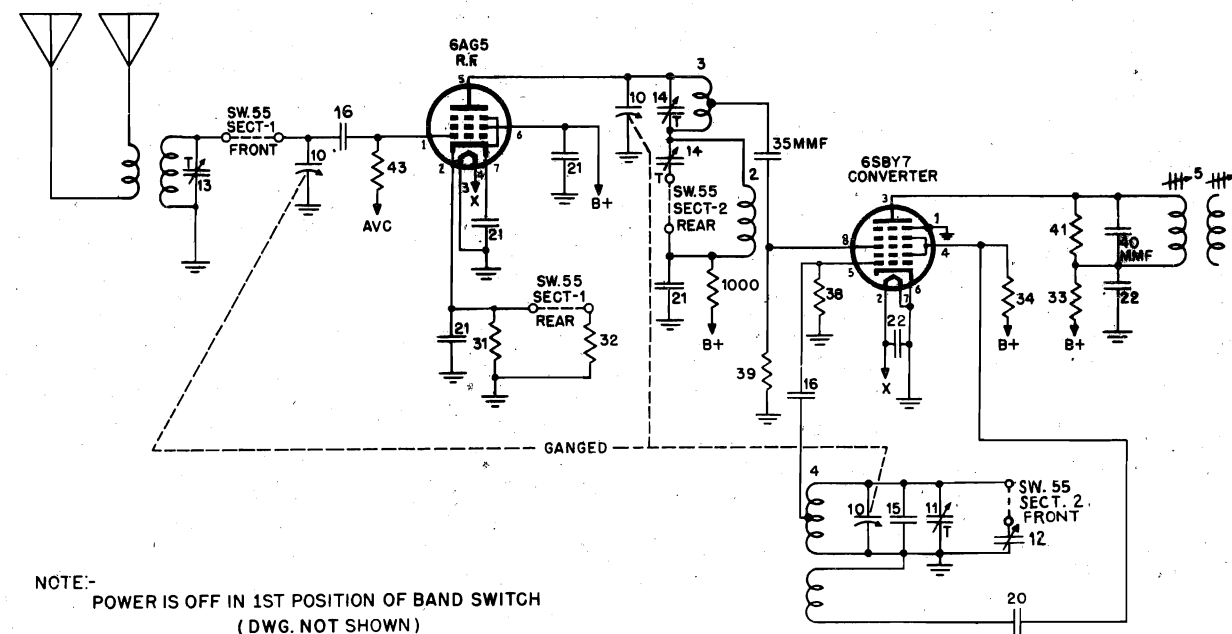 6AG5
R.F.
3
5
SW.55
SECT-1
FRONT
16
10
14
T
T
13
10
43
1
6
2
3
4
7
X
21
B+
AVC
21
14
T
SW.55
SECT-2
REAR
2
35MMF
6SBY7
CONVERTER
3
1
8
5
4
2
7
6
5
41
40
MMF
SW.55
SECT-1
REAR
21
31
32
21
1000
B+
38
22
X
34
B+
33
B+
22
39
16
GANGED
4
10
15
11
T
SW.55
SECT. 2
FRONT
12
20
NOTE:-
POWER IS OFF IN 1ST POSITION OF BAND SWITCH
(DWG. NOT SHOWN)